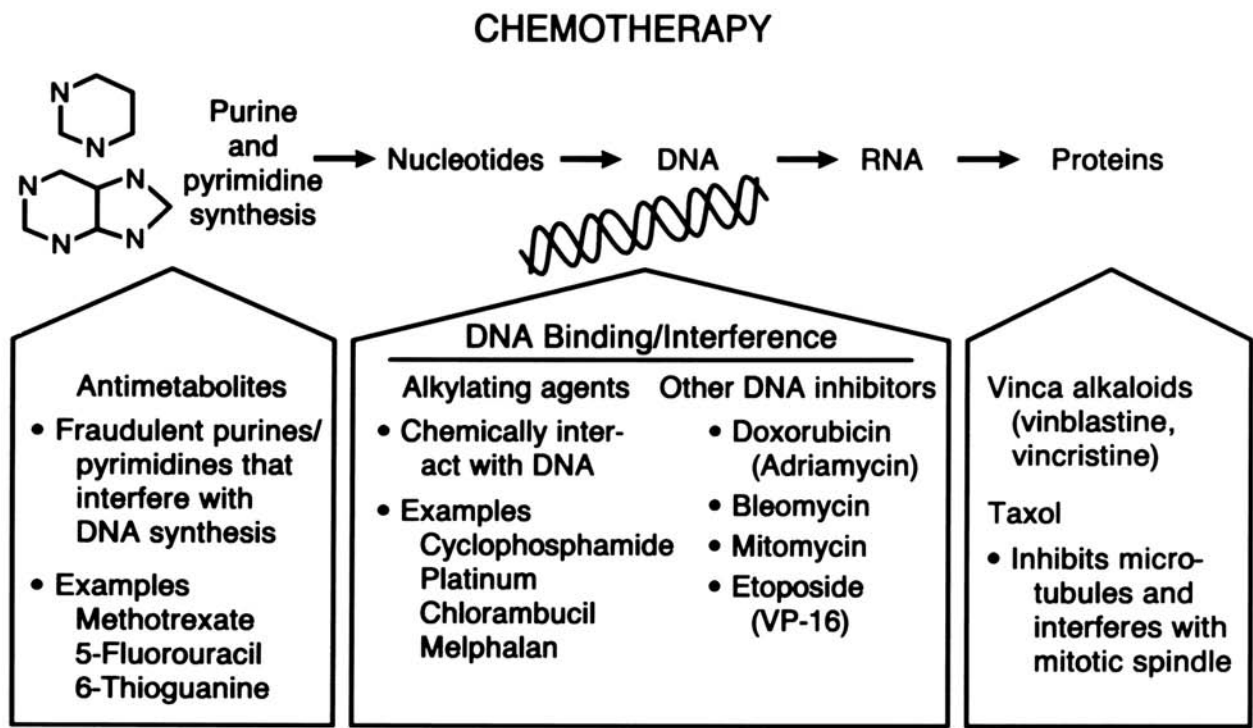 CHEMOTHERAPY
N
N
N
N
N
N
Purine
and
pyrimidine
synthesis
Nucleotides
DNA
RNA
Proteins
Antimetabolites
• Fraudulent purines/
pyrimidines that
interfere with
DNA synthesis
• Examples
Methotrexate
5-Fluorouracil
6-Thioguanine
DNA Binding/Interference
Alkylating agents
• Chemically inter-
act with DNA
• Examples
Cyclophosphamide
Platinum
Chlorambucil
Melphalan
Other DNA inhibitors
• Doxorubicin
(Adriamycin)
• Bleomycin
• Mitomycin
• Etoposide
(VP-16)
Vinca alkaloids
(vinblastine,
vincristine)
Taxol
• Inhibits micro-
tubules and
interferes with
mitotic spindle